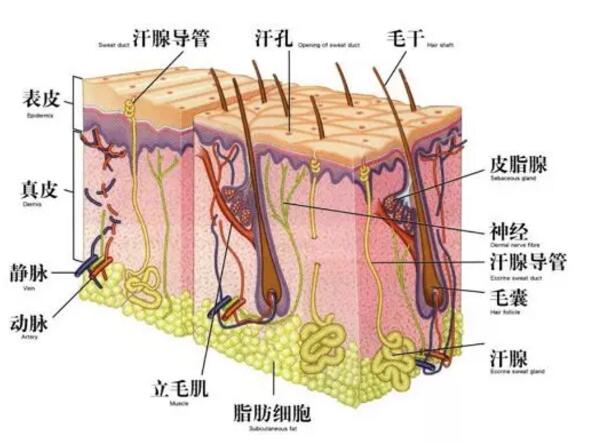 汗腺导管
Sweat duct
汗孔
Opening of sweat duct
毛干
Hair shaft
表皮
Epidermis
真皮
Dermis
皮脂腺
Sebaceous gland
神经
Dermal nerve fibre
汗腺导管
Eccrine sweat duct
静脉
Vein
毛囊
Hair follicle
动脉
Artery
汗腺
Eccrine sweat gland
立毛肌
Muscle
脂肪细胞
Subcutaneous fat